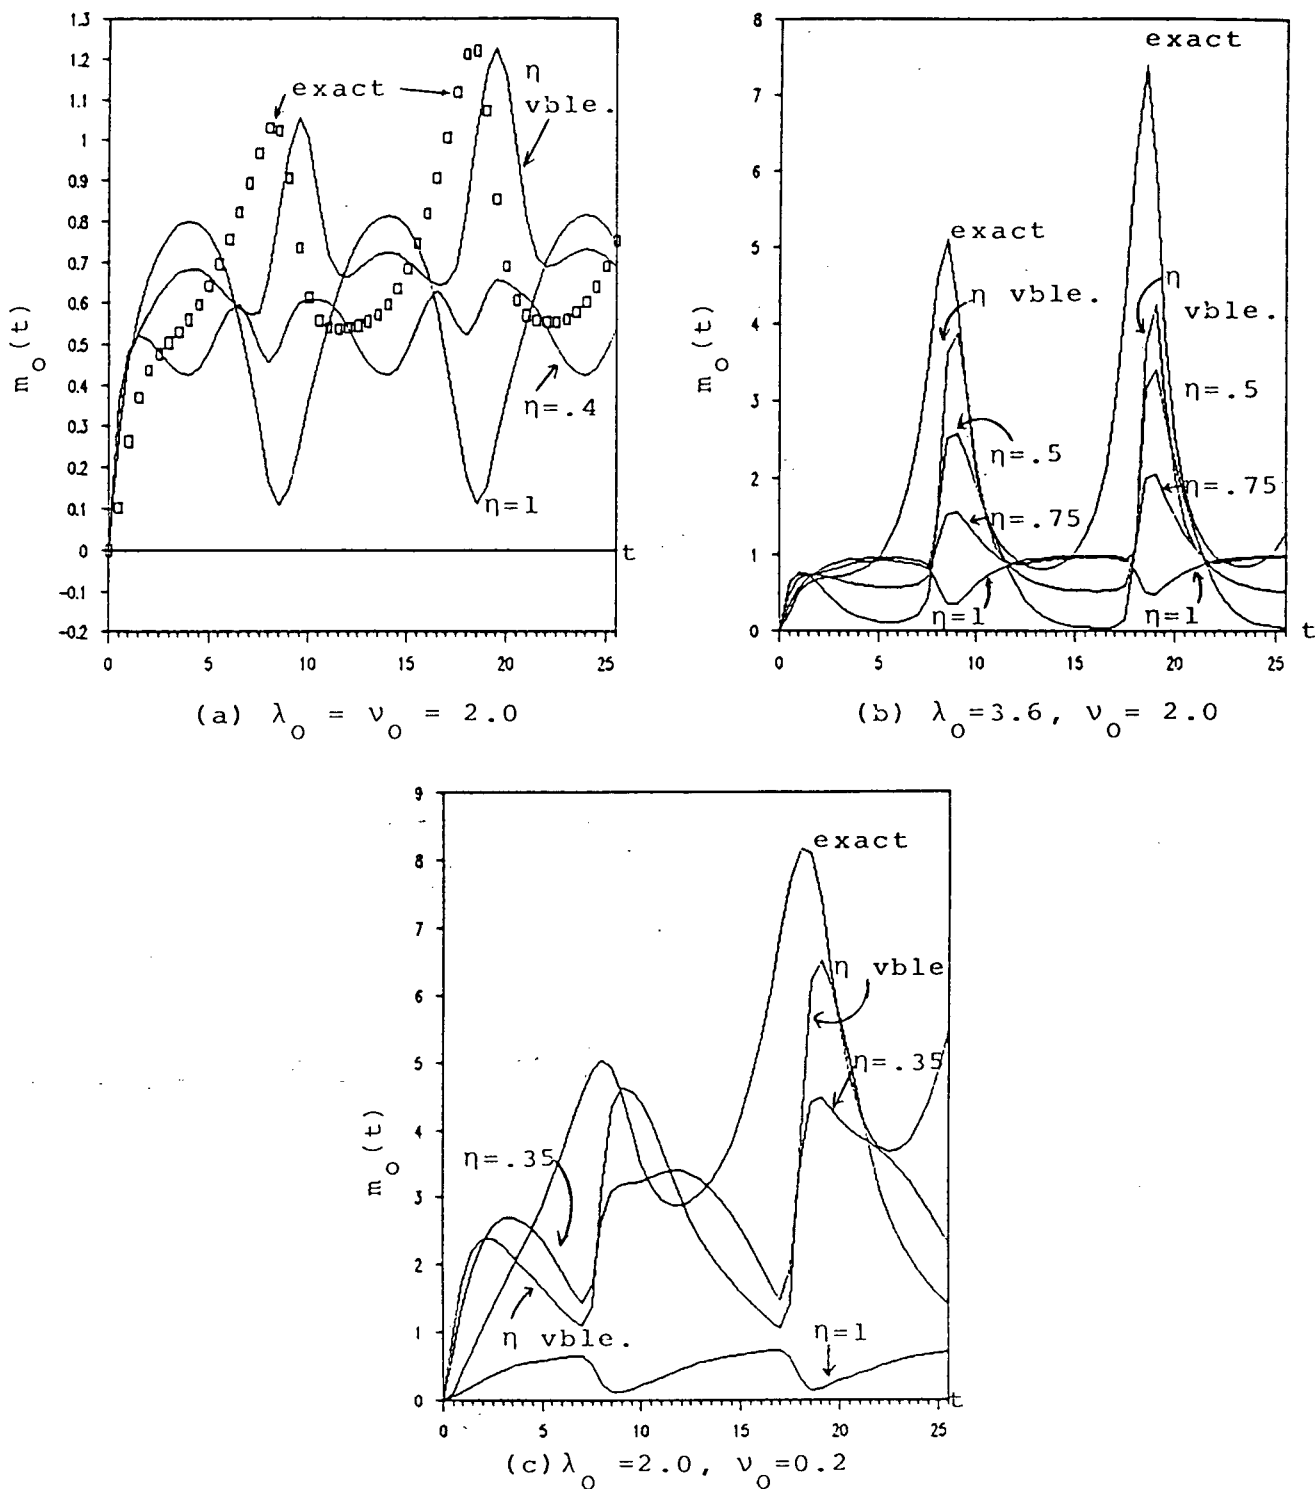 1.3
1.2
1.1
1
0.9
0.8
0.7
0.6
0.5
0.4
0.3
0.2
0.1
0
-0.1
-0.2
m_o(t)
exact
η
vble.
η=.4
η=1
t
0 5 10 15 20 25
(a) λ_o = ν_o = 2.0
8
7
6
5
4
3
2
1
0
m_o(t)
exact
exact
η vble.
η
vble.
η=.5
η=.5
η=.75
η=.75
η=1
η=1
t
0 5 10 15 20 25
(b) λ_o=3.6, ν_o= 2.0
9
8
7
6
5
4
3
2
1
0
m_o(t)
exact
η vble
η=.35
η=.35
η vble.
η=1
t
0 5 10 15 20 25
(c) λ_o =2.0, ν_o=0.2